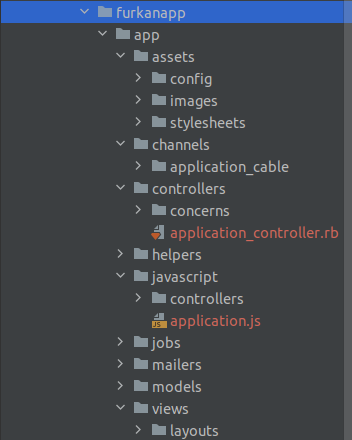 furkanapp
app
assets
config
images
stylesheets
channels
application_cable
controllers
concerns
application_controller.rb
helpers
javascript
controllers
JS application.js
jobs
mailers
models
views
layouts